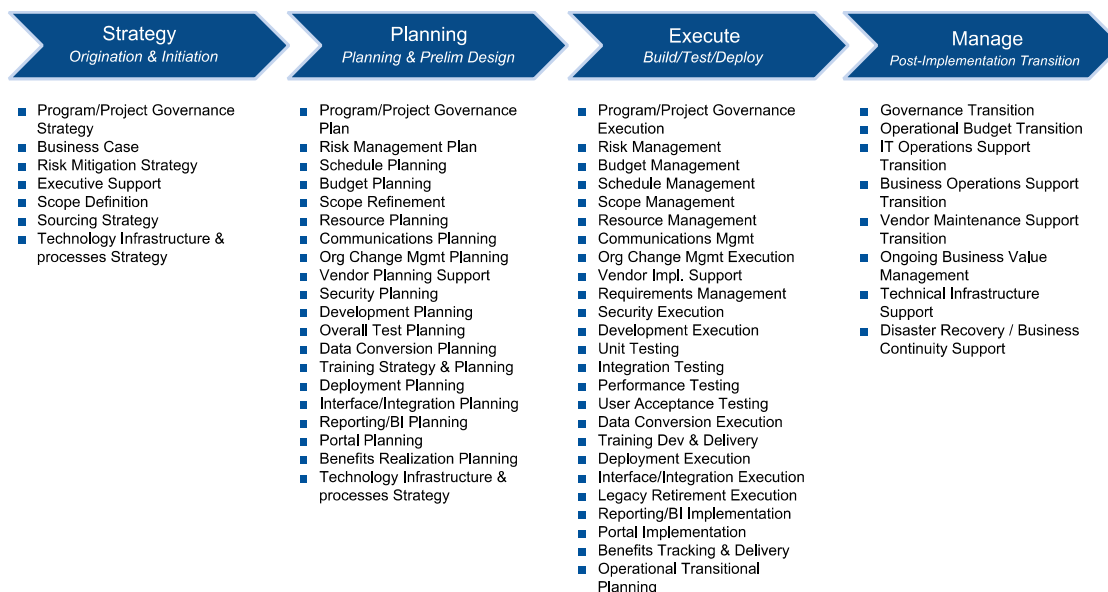 Strategy
Origination & Initiation
Program/Project Governance
Strategy
Business Case
Risk Mitigation Strategy
Executive Support
Scope Definition
Sourcing Strategy
Technology Infrastructure &
processes Strategy
Planning
Planning & Prelim Design
Program/Project Governance
Plan
Risk Management Plan
Schedule Planning
Budget Planning
Scope Refinement
Resource Planning
Communications Planning
Org Change Mgmt Planning
Vendor Planning Support
Security Planning
Development Planning
Overall Test Planning
Data Conversion Planning
Training Strategy & Planning
Deployment Planning
Interface/Integration Planning
Reporting/BI Planning
Portal Planning
Benefits Realization Planning
Technology Infrastructure &
processes Strategy
Execute
Build/Test/Deploy
Program/Project Governance
Execution
Risk Management
Budget Management
Schedule Management
Scope Management
Resource Management
Communications Mgmt
Org Change Mgmt Execution
Vendor Impl. Support
Requirements Management
Security Execution
Development Execution
Unit Testing
Integration Testing
Performance Testing
User Acceptance Testing
Data Conversion Execution
Training Dev & Delivery
Deployment Execution
Interface/Integration Execution
Legacy Retirement Execution
Reporting/BI Implementation
Portal Implementation
Benefits Tracking & Delivery
Operational Transitional
Planning
Manage
Post-Implementation Transition
Governance Transition
Operational Budget Transition
IT Operations Support
Transition
Business Operations Support
Transition
Vendor Maintenance Support
Transition
Ongoing Business Value
Management
Technical Infrastructure
Support
Disaster Recovery / Business
Continuity Support